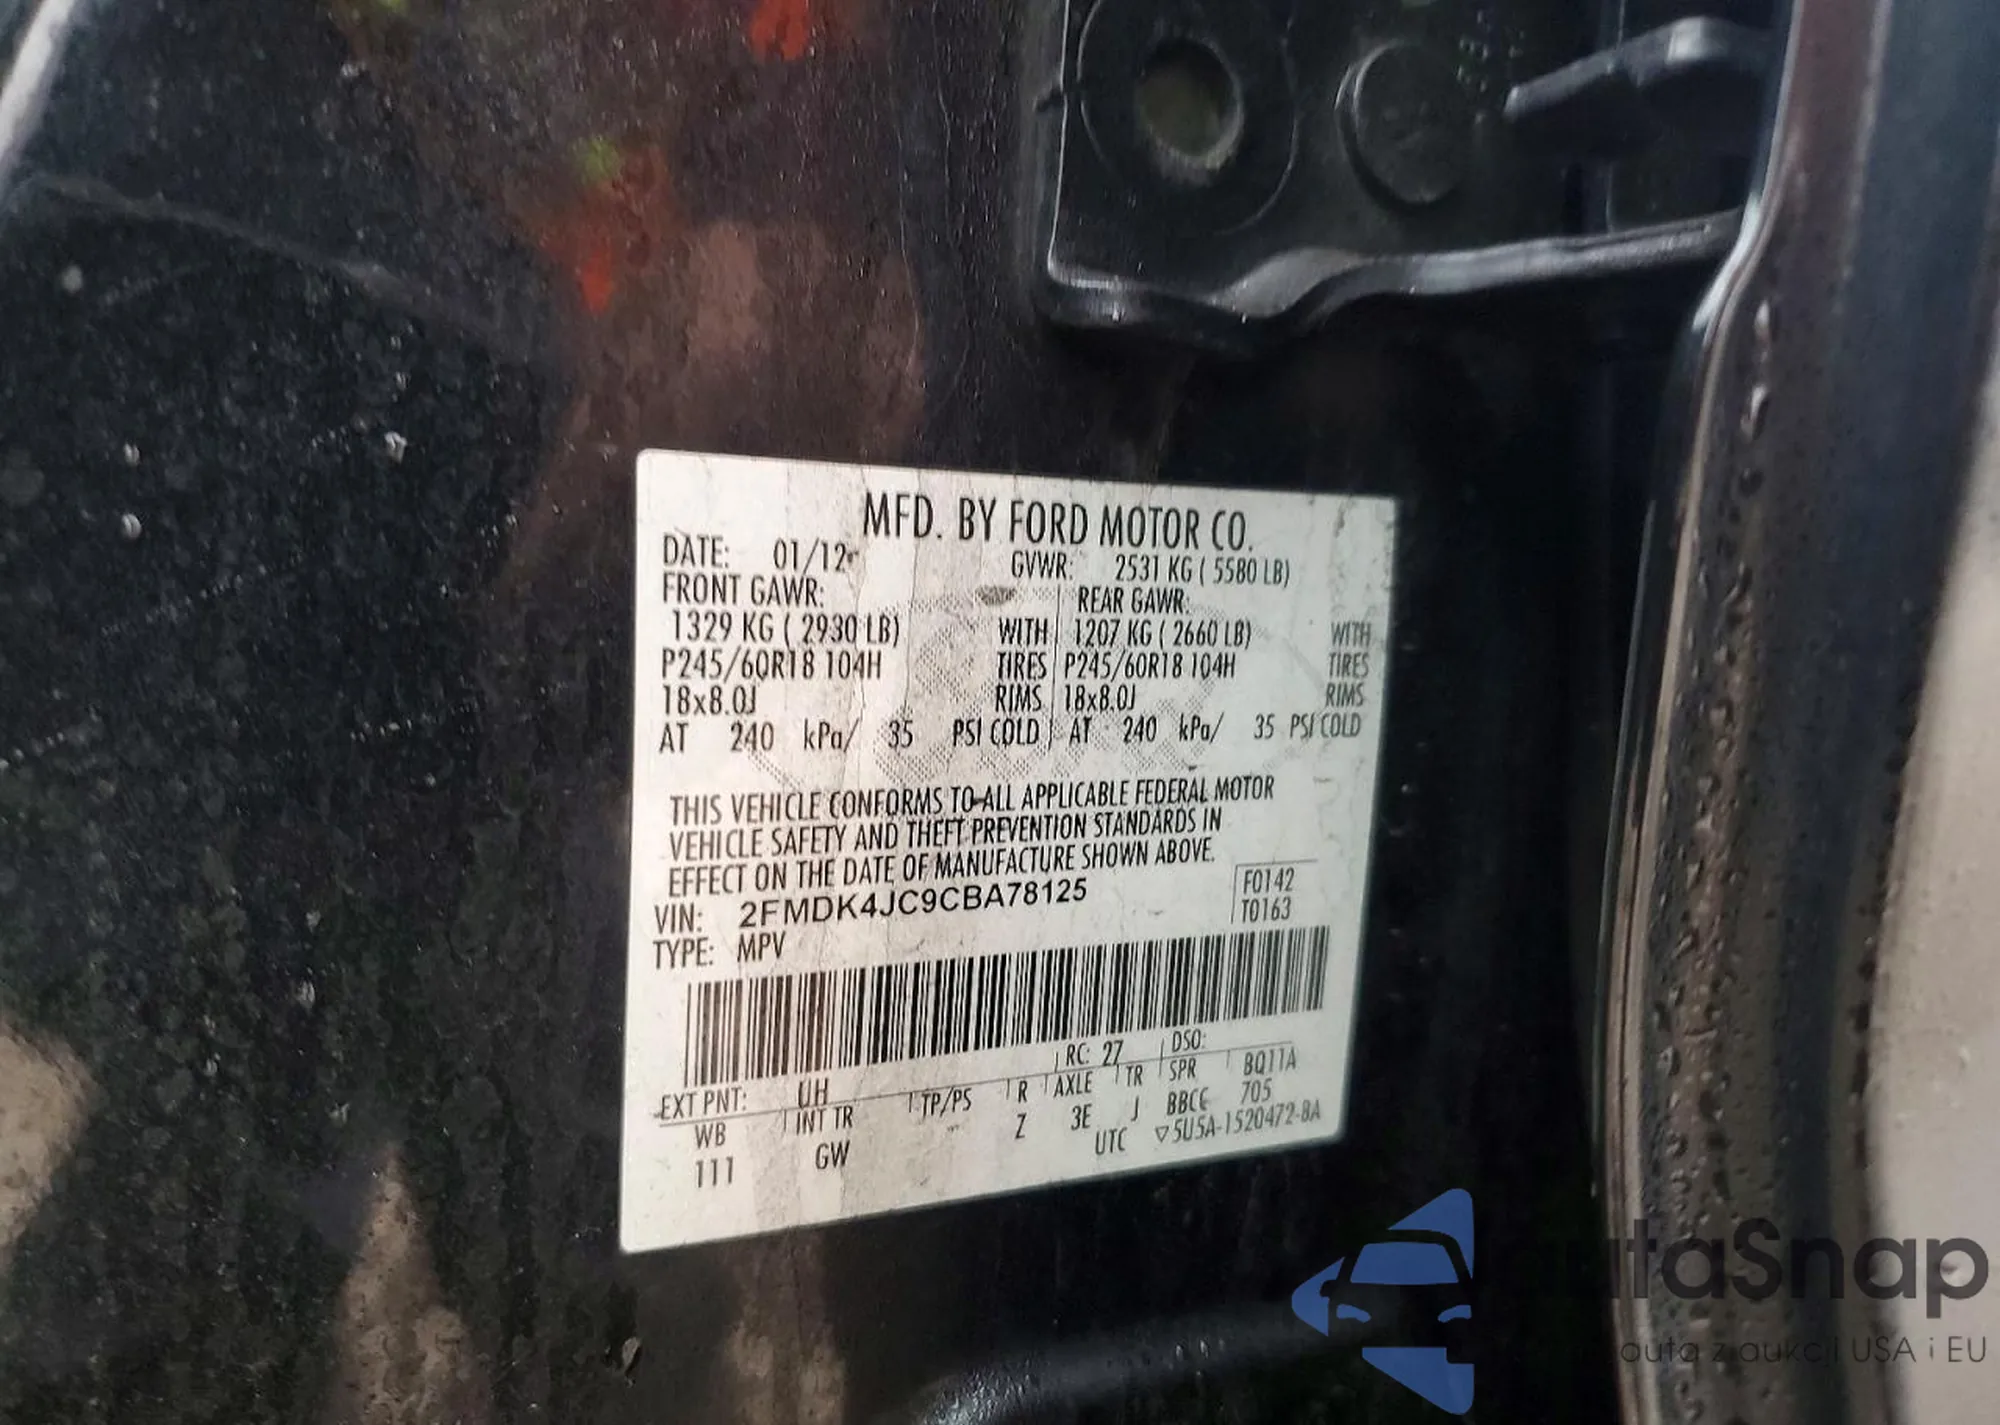 MFD. BY FORD MOTOR CO.
DATE: 01/12 GVWR: 2531 KG ( 5580 LB)
FRONT GAWR: REAR GAWR:
1329 KG ( 2930 LB) WITH 1207 KG ( 2660 LB) WITH
P245/60R18 104H TIRES P245/60R18 104H TIRES
18x8.0J RIMS 18x8.0J RIMS
AT 240 kPa/ 35 PSI COLD AT 240 kPa/ 35 PSI COLD
THIS VEHICLE CONFORMS TO ALL APPLICABLE FEDERAL MOTOR
VEHICLE SAFETY AND THEFT PREVENTION STANDARDS IN
EFFECT ON THE DATE OF MANUFACTURE SHOWN ABOVE.
VIN: 2FMDK4JC9CBA78125 F0142
TYPE: MPV T0163
EXT PNT: UH RC: 27 DSO:
WB INT TR TP/PS R AXLE TR SPR BQ11A
111 GW Z 3E J BBCC 705
UTC ▽5U5A-1520472-BA
utaSnap
auta z aukcji USA i EU